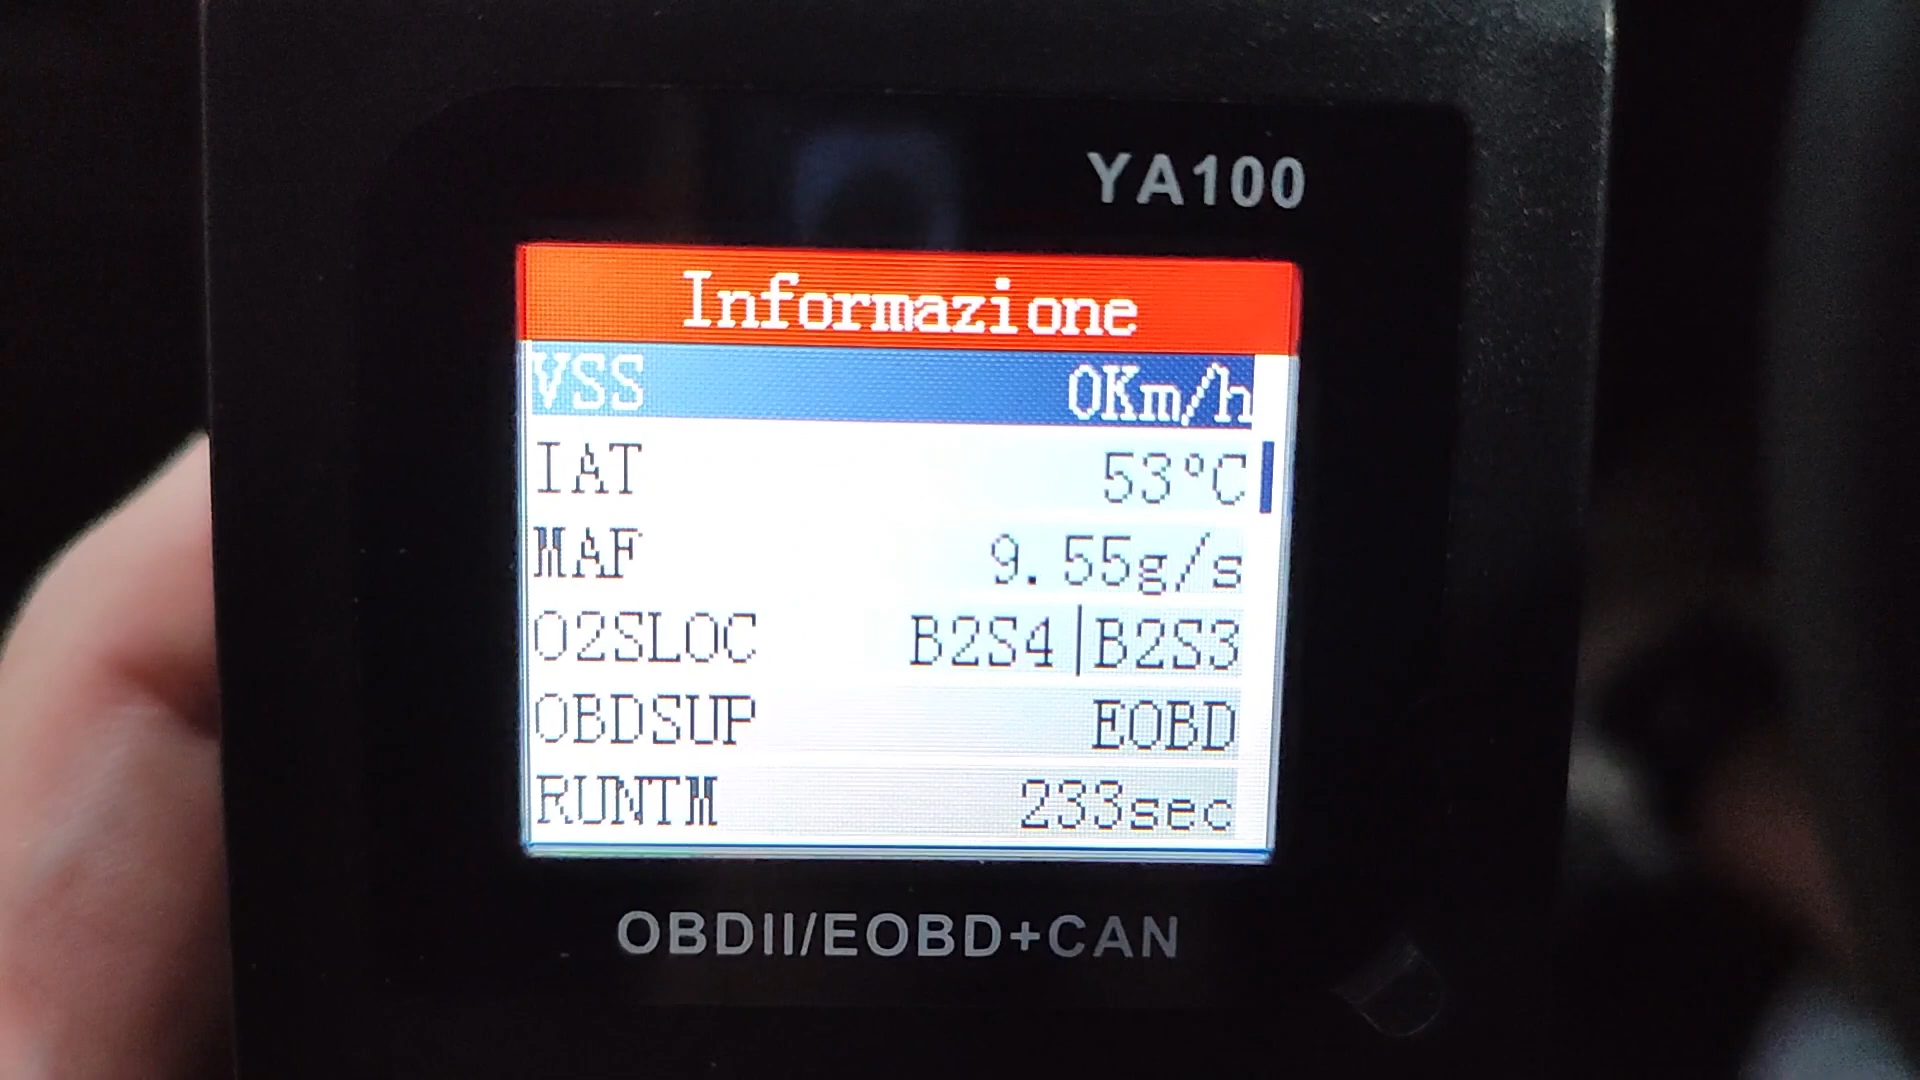 YA100
Informazione
VSS 0Km/h
IAT 53°C
MAF 9.55g/s
O2SLOC B2S4|B2S3
OBDSUP EOBD
RUNTM 233sec
OBDII/EOBD+CAN